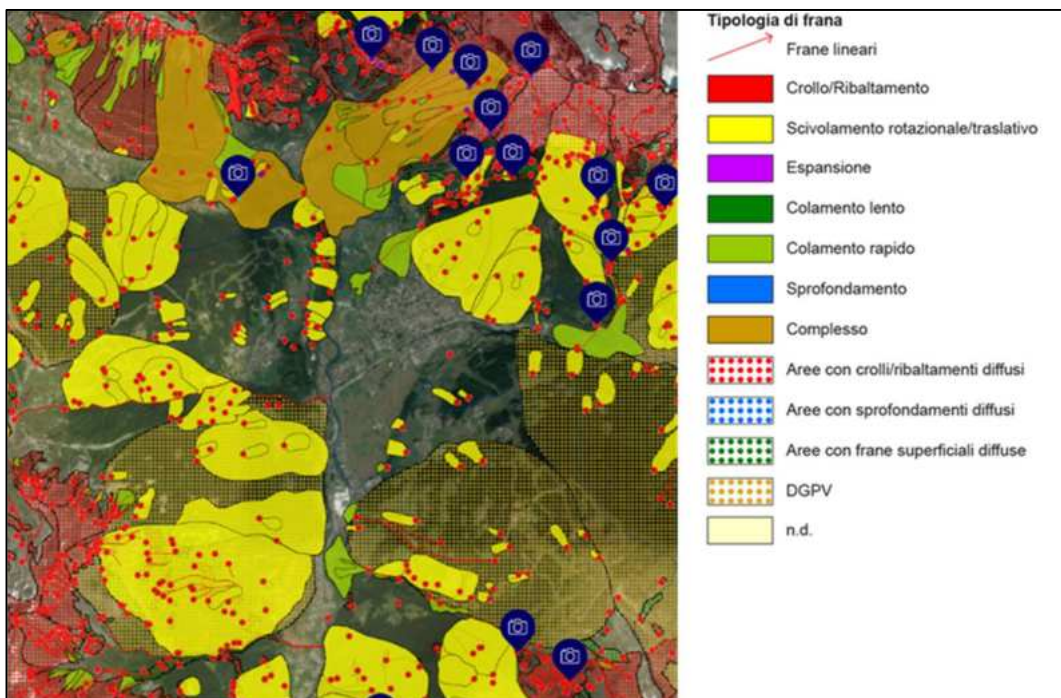 Tipologia di frana
Frane lineari
Crollo/Ribaltamento
Scivolamento rotazionale/traslativo
Espansione
Colamento lento
Colamento rapido
Sprofondamento
Complesso
Aree con crolli/ribaltamenti diffusi
Aree con sprofondamenti diffusi
Aree con frane superficiali diffuse
DGPV
n.d.